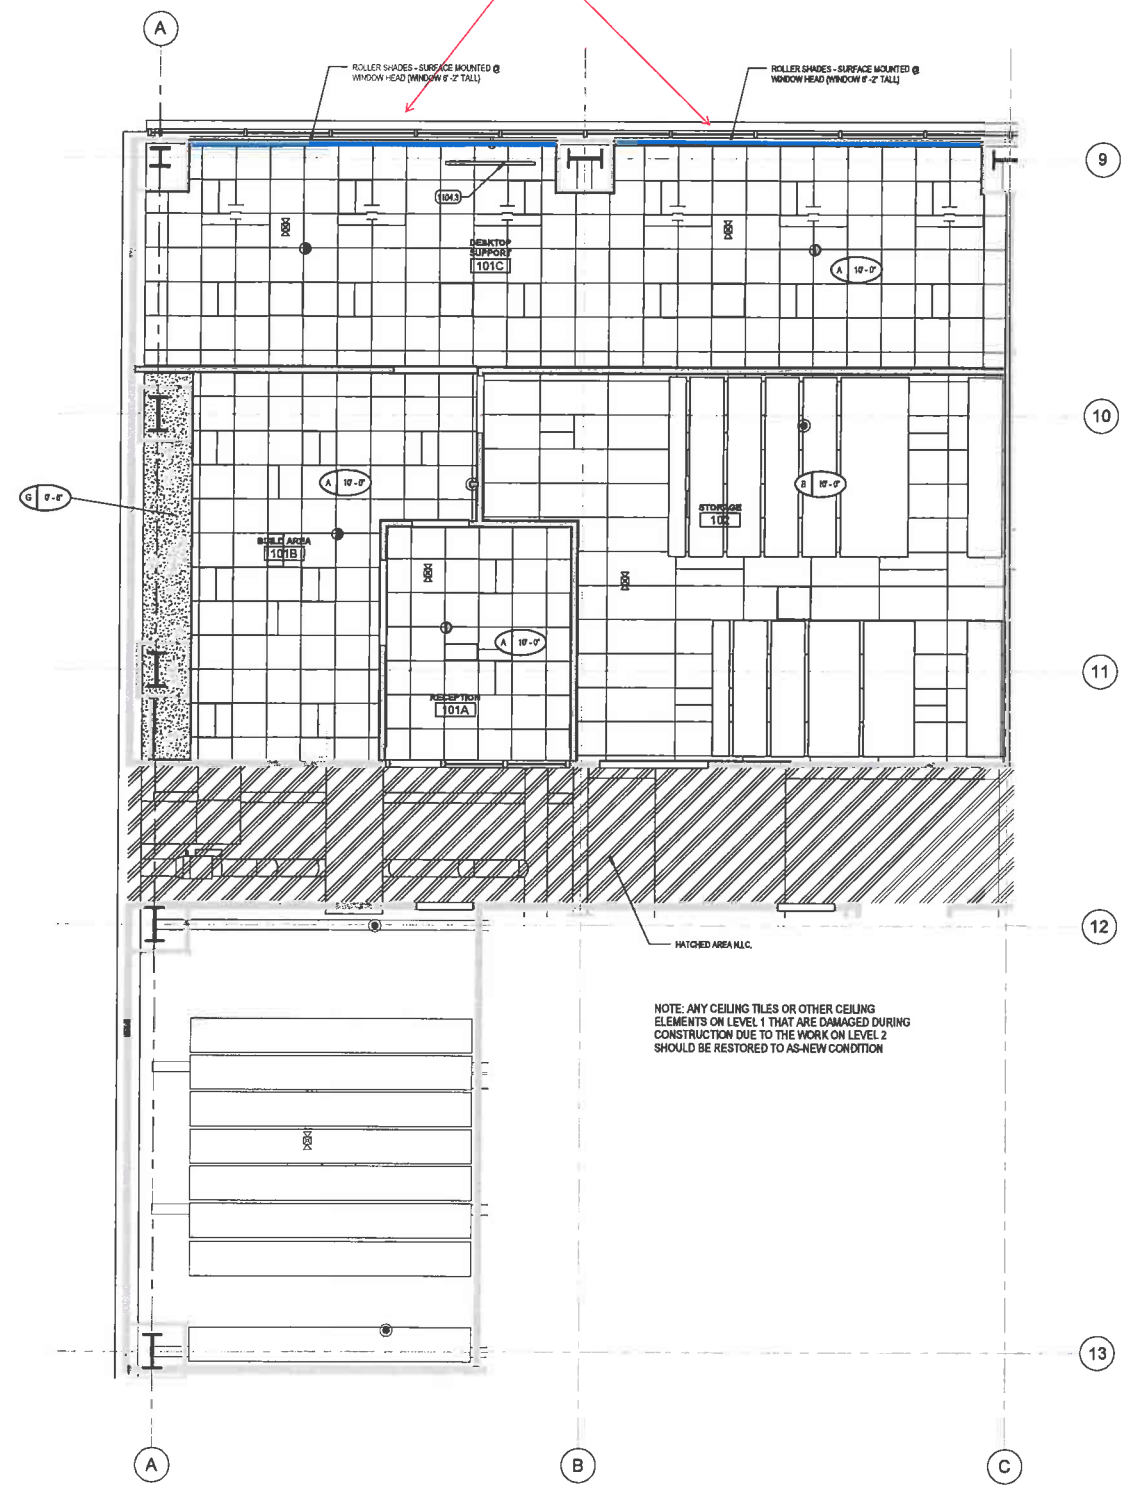 A
ROLLER SHADES - SURFACE MOUNTED @
WINDOW HEAD (WINDOW 6'-2" TALL)
ROLLER SHADES - SURFACE MOUNTED @
WINDOW HEAD (WINDOW 6'-2" TALL)
9
DESKTOP
SUPPORT
101C
A 10'-0"
10
A 10'-0"
B 10'-0"
G
STORAGE
102
BUILD AREA
101B
A 10'-0"
11
RECEPTION
101A
12
HATCHED AREA N.I.C.
NOTE: ANY CEILING TILES OR OTHER CEILING
ELEMENTS ON LEVEL 1 THAT ARE DAMAGED DURING
CONSTRUCTION DUE TO THE WORK ON LEVEL 2
SHOULD BE RESTORED TO AS-NEW CONDITION
13
A
B
C